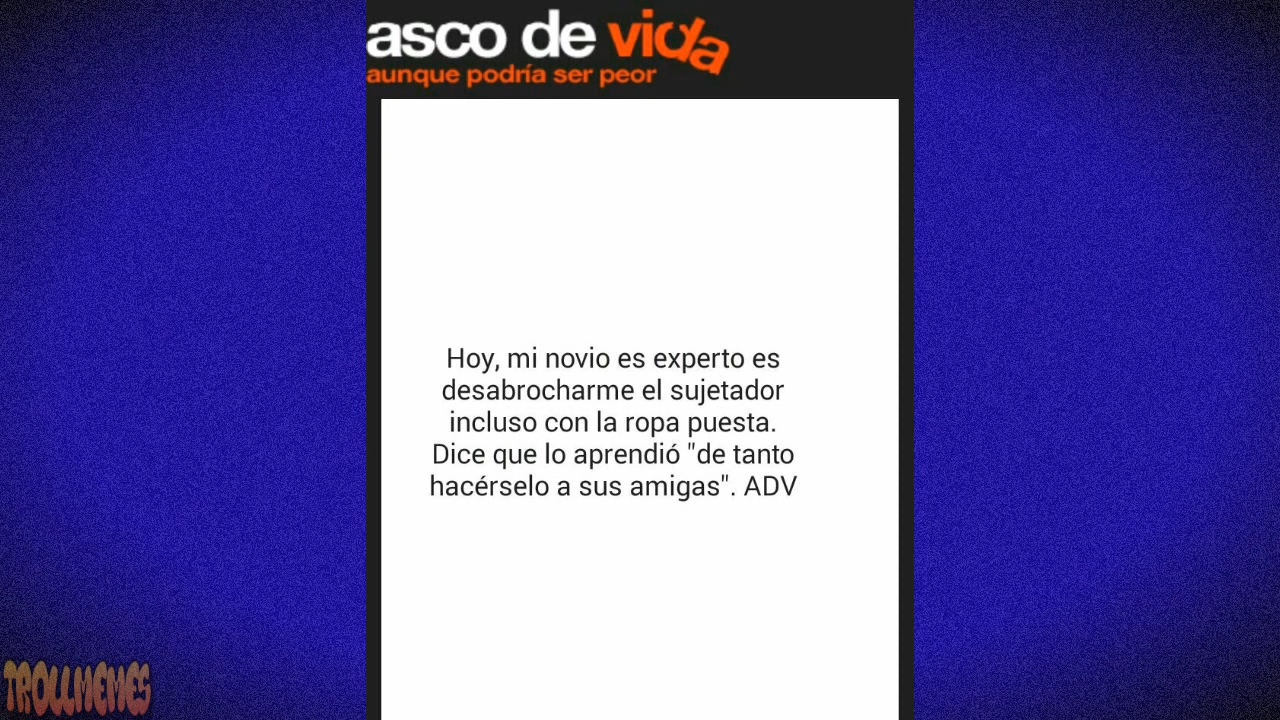 asco de vida
aunque podría ser peor
Hoy, mi novio es experto es
desabrocharme el sujetador
incluso con la ropa puesta.
Dice que lo aprendió "de tanto
hacérselo a sus amigas". ADV
TROLLMEMES